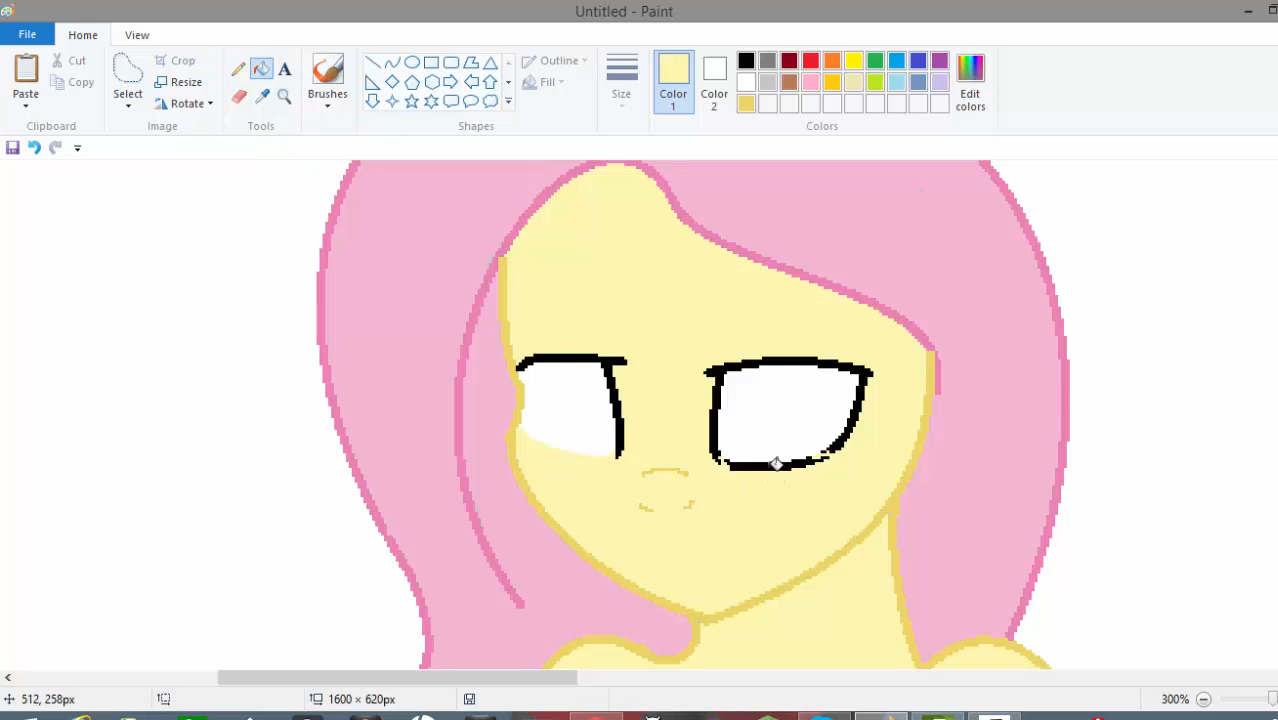 Untitled - Paint
File Home View
Paste
Cut
Copy
Clipboard
Select
Crop
Resize
Rotate
Image
A
Tools
Brushes
Outline
Fill
Shapes
Size
Color 1
Color 2
Edit colors
Colors
512, 258px
1600 × 620px
300%